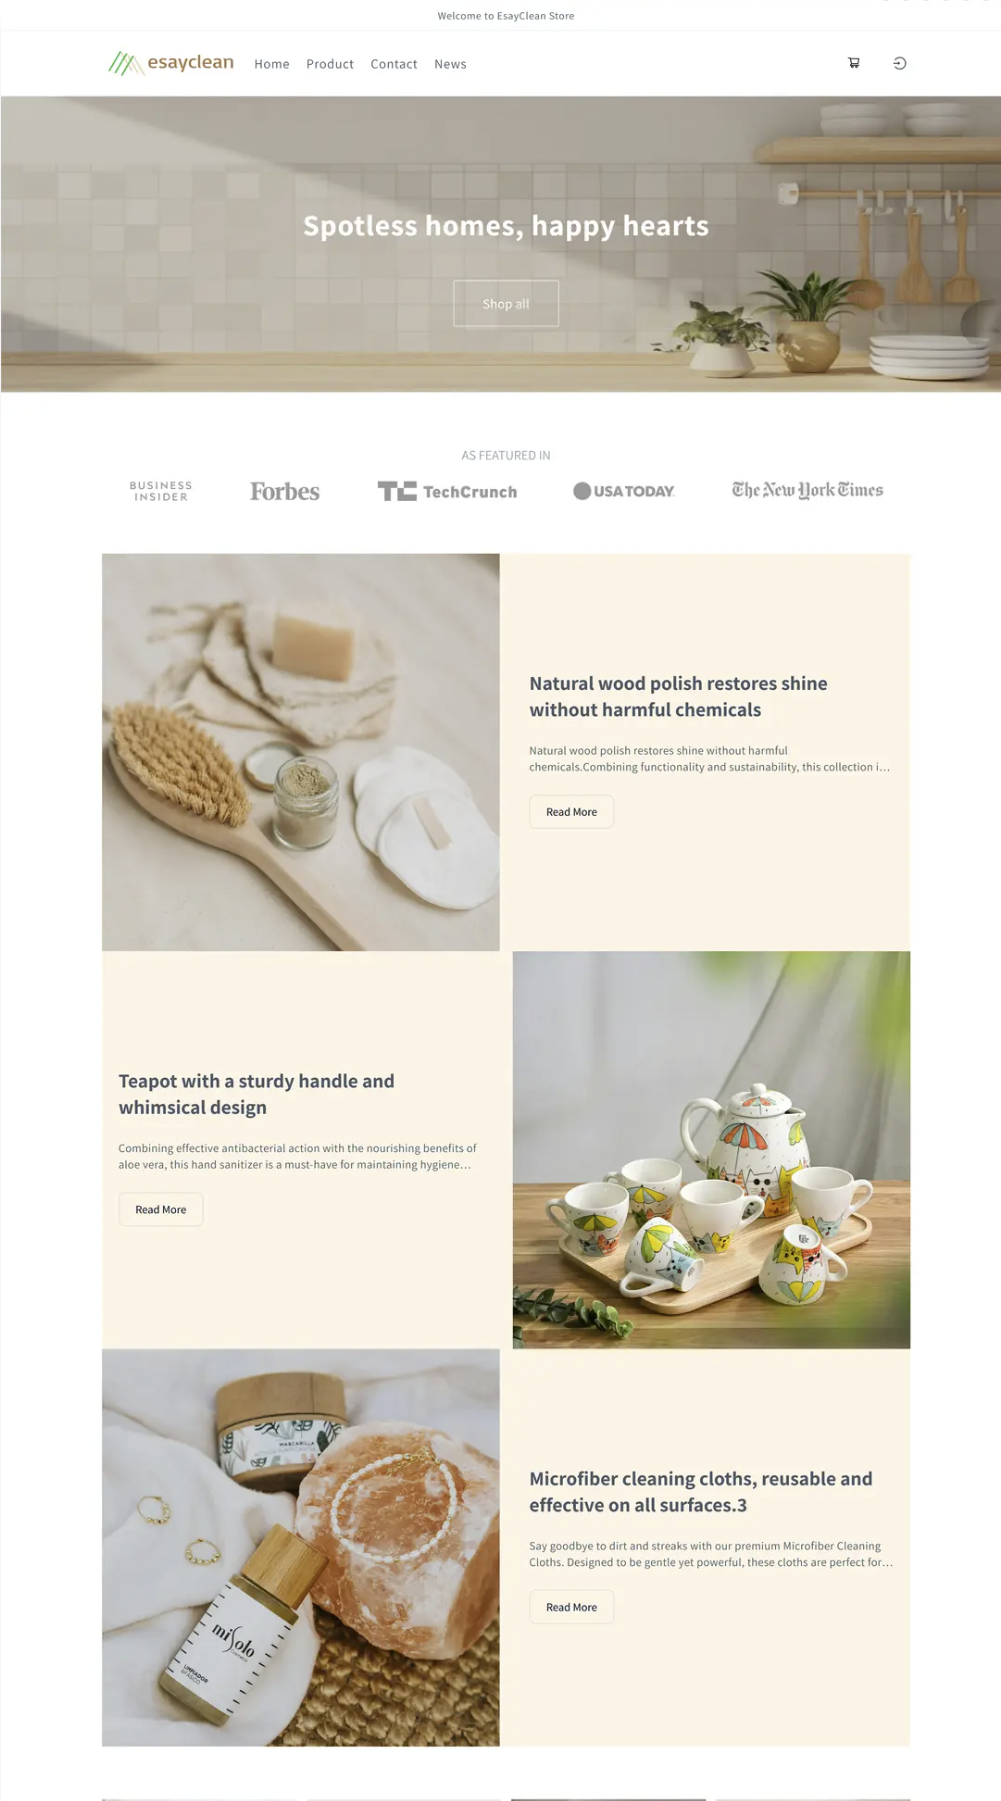 Welcome to EsayClean Store
esayclean
Home Product Contact News
Spotless homes, happy hearts
Shop all
AS FEATURED IN
BUSINESS
INSIDER
Forbes
TC TechCrunch
USA TODAY
The New York Times
Natural wood polish restores shine
without harmful chemicals
Natural wood polish restores shine without harmful
chemicals.Combining functionality and sustainability, this collection i...
Read More
Teapot with a sturdy handle and
whimsical design
Combining effective antibacterial action with the nourishing benefits of
aloe vera, this hand sanitizer is a must-have for maintaining hygiene...
Read More
MASCARILLA
miSolo
LIMPIADOR
BIFÁSICO
Microfiber cleaning cloths, reusable and
effective on all surfaces.3
Say goodbye to dirt and streaks with our premium Microfiber Cleaning
Cloths. Designed to be gentle yet powerful, these cloths are perfect for...
Read More